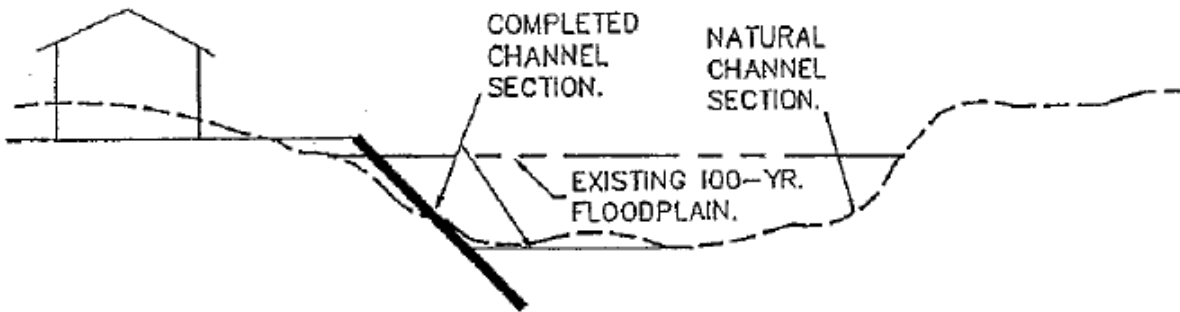 COMPLETED
CHANNEL
SECTION.
NATURAL
CHANNEL
SECTION.
EXISTING 100-YR.
FLOODPLAIN.